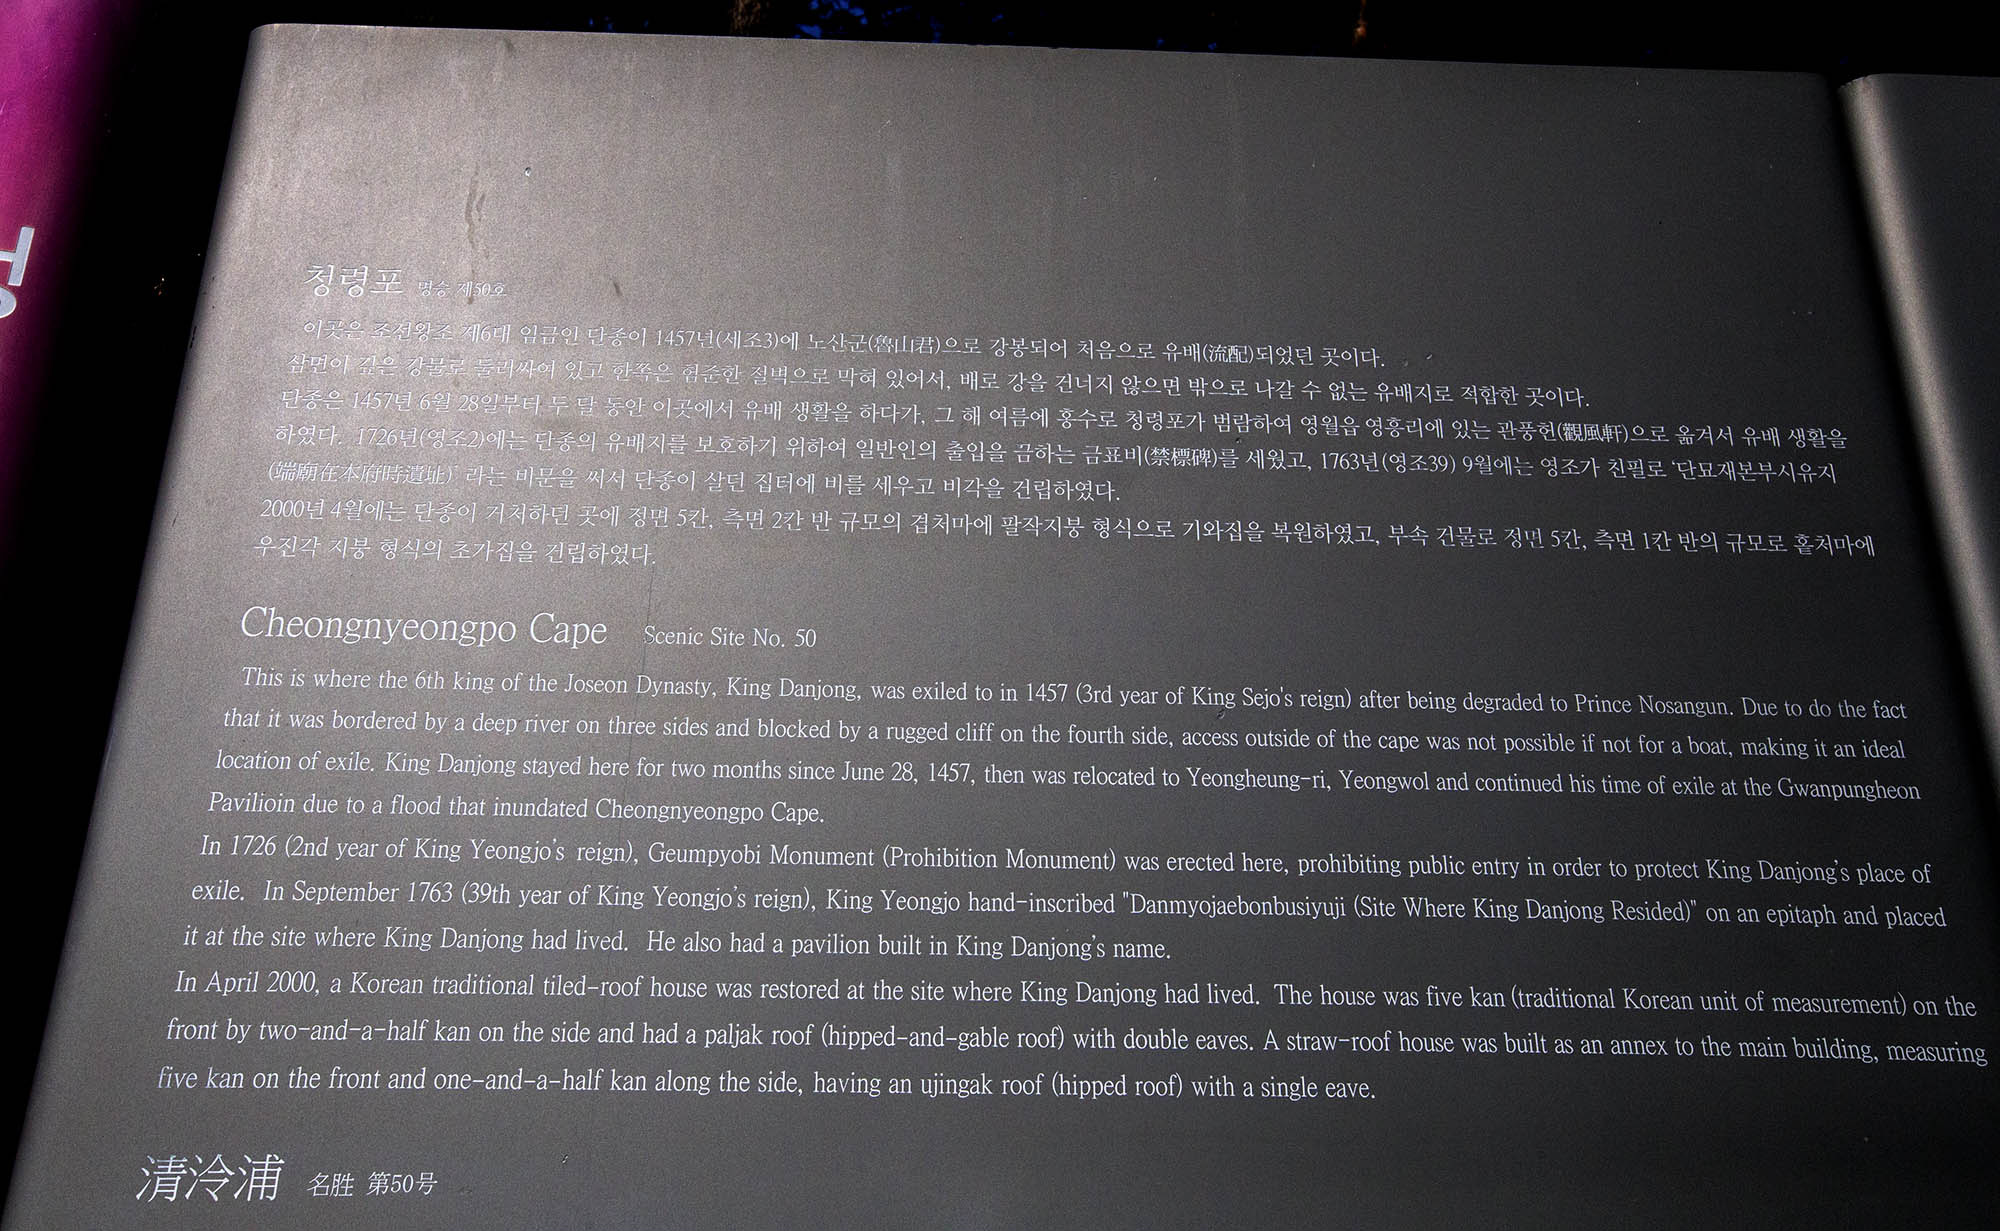 청령포 명승 제50호
이곳은 조선왕조 제6대 임금인 단종이 1457년(세조3)에 노산군(魯山君)으로 강봉되어 처음으로 유배(流配)되었던 곳이다.
삼면이 깊은 강물로 둘러싸여 있고 한쪽은 험준한 절벽으로 막혀 있어서, 배로 강을 건너지 않으면 밖으로 나갈 수 없는 유배지로 적합한 곳이다.
단종은 1457년 6월 28일부터 두 달 동안 이곳에서 유배 생활을 하다가, 그 해 여름에 홍수로 청령포가 범람하여 영월읍 영흥리에 있는 관풍헌(觀風軒)으로 옮겨서 유배 생활을
하였다. 1726년(영조2)에는 단종의 유배지를 보호하기 위하여 일반인의 출입을 금하는 금표비(禁標碑)를 세웠고, 1763년(영조39) 9월에는 영조가 친필로 ‘단묘재본부시유지
(端廟在本府時遺址)’ 라는 비문을 써서 단종이 살던 집터에 비를 세우고 비각을 건립하였다.
2000년 4월에는 단종이 거처하던 곳에 정면 5칸, 측면 2칸 반 규모의 겹처마에 팔작지붕 형식으로 기와집을 복원하였고, 부속 건물로 정면 5칸, 측면 1칸 반의 규모로 홑처마에
우진각 지붕 형식의 초가집을 건립하였다.
Cheongnyeongpo Cape Scenic Site No. 50
This is where the 6th king of the Joseon Dynasty, King Danjong, was exiled to in 1457 (3rd year of King Sejo's reign) after being degraded to Prince Nosangun. Due to do the fact
that it was bordered by a deep river on three sides and blocked by a rugged cliff on the fourth side, access outside of the cape was not possible if not for a boat, making it an ideal
location of exile. King Danjong stayed here for two months since June 28, 1457, then was relocated to Yeongheung-ri, Yeongwol and continued his time of exile at the Gwanpungheon
Pavilioin due to a flood that inundated Cheongnyeongpo Cape.
In 1726 (2nd year of King Yeongjo’s reign), Geumpyobi Monument (Prohibition Monument) was erected here, prohibiting public entry in order to protect King Danjong’s place of
exile. In September 1763 (39th year of King Yeongjo’s reign), King Yeongjo hand-inscribed "Danmyojaebonbusiyuji (Site Where King Danjong Resided)" on an epitaph and placed
it at the site where King Danjong had lived. He also had a pavilion built in King Danjong’s name.
In April 2000, a Korean traditional tiled-roof house was restored at the site where King Danjong had lived. The house was five kan (traditional Korean unit of measurement) on the
front by two-and-a-half kan on the side and had a paljak roof (hipped-and-gable roof) with double eaves. A straw-roof house was built as an annex to the main building, measuring
five kan on the front and one-and-a-half kan along the side, having an ujingak roof (hipped roof) with a single eave.
清泠浦 名胜 第50号